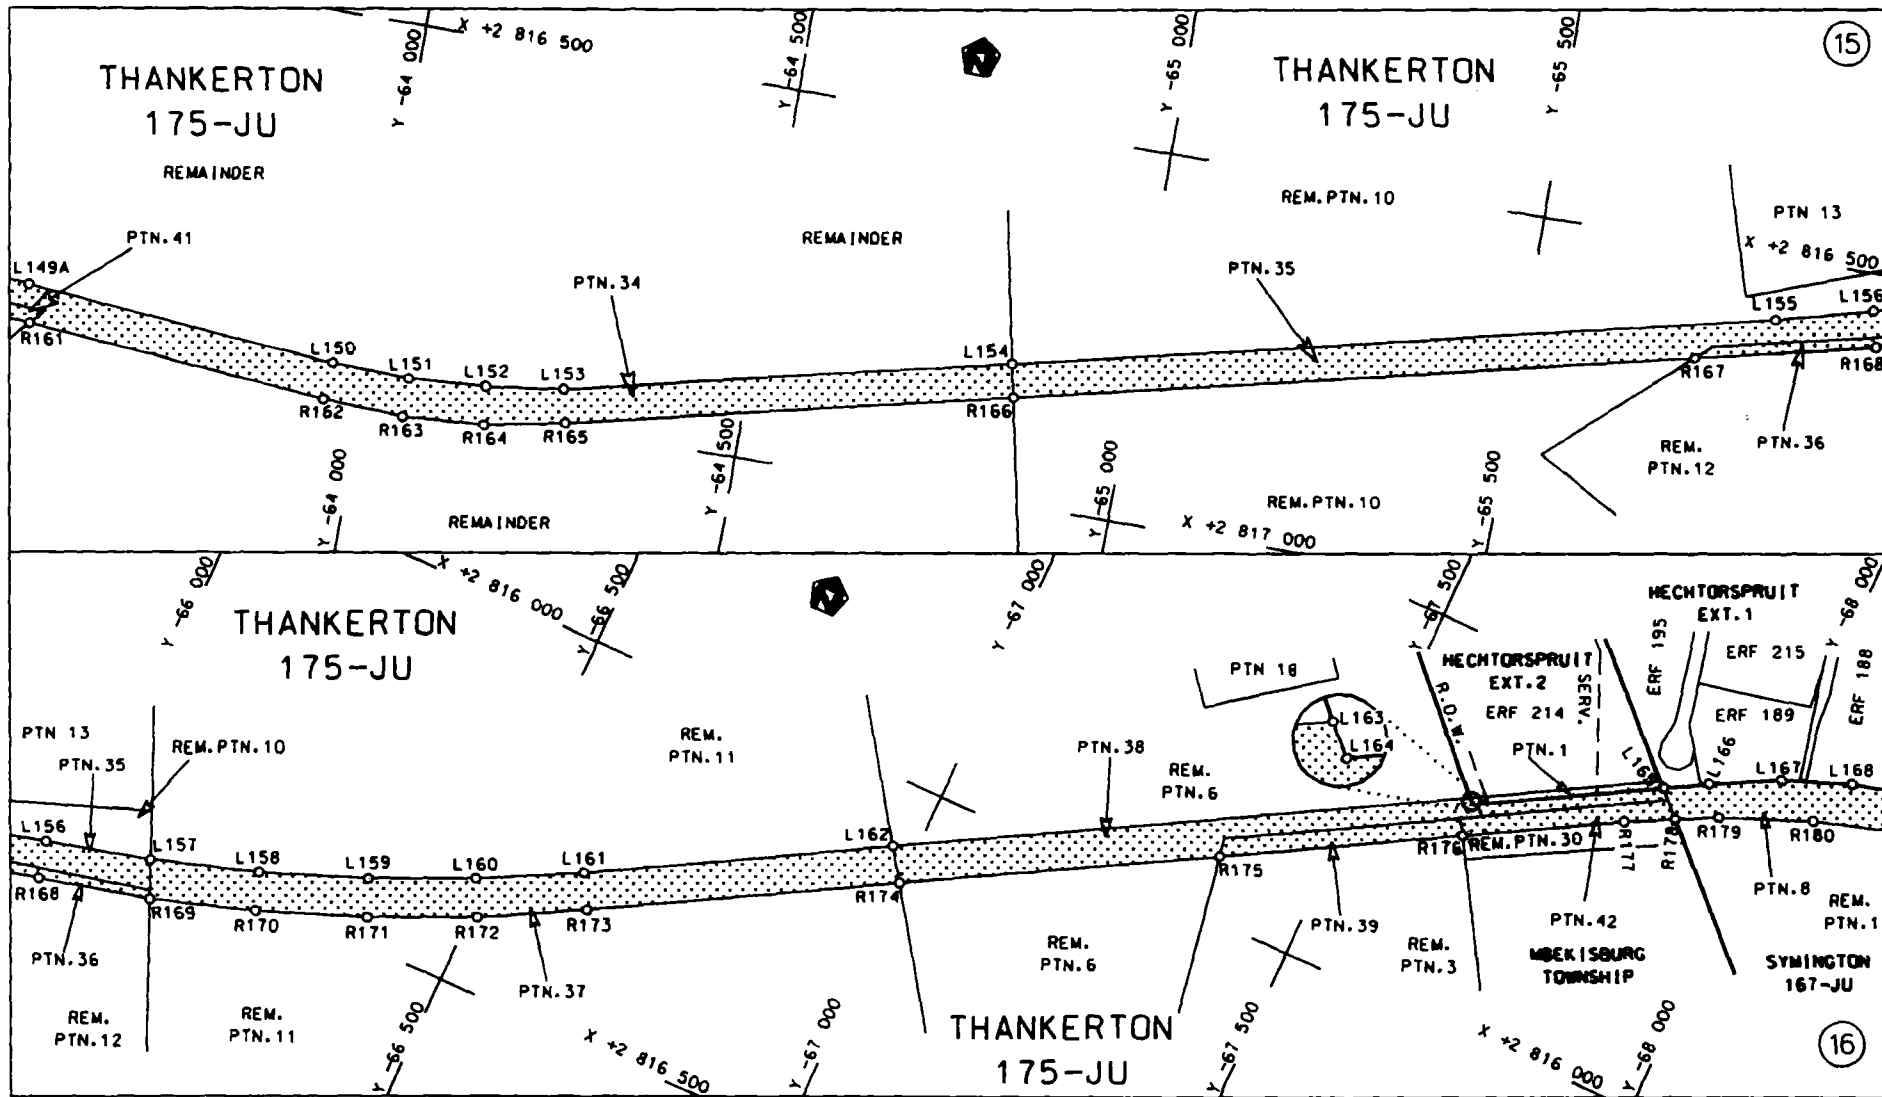 X +2 816 500
Y -64 000
Y -64 500
N
Y -65 000
Y -65 500
15
THANKERTON
175-JU
THANKERTON
175-JU
REMAINDER
REM.PTN.10
PTN 13
X +2 816 500
PTN.41
REMAINDER
PTN.35
L149A
PTN.34
L155
L156
R161
L150
L151
L152
L153
L154
R167
R168
R162
R163
R164
R165
R166
PTN.36
REM.
PTN.12
Y -64 000
Y -64 500
Y -65 000
Y -65 500
REMAINDER
REM.PTN.10
X +2 817 000
Y -66 000
X +2 816 000
Y -66 500
N
Y -67 000
Y -67 500
Y -68 000
THANKERTON
175-JU
HECHTORSPRUIT
EXT.1
ERF 195
ERF 215
ERF 188
HECHTORSPRUIT
EXT.2
PTN 18
R.O.W.
SERV.
ERF 214
ERF 189
L163
L164
PTN 13
REM.PTN.10
REM.
PTN.11
PTN.38
PTN.1
PTN.35
REM.
PTN.6
L165
L166
L167
L168
L156
L157
L158
L159
L160
L161
L162
R168
R169
R170
R171
R172
R173
R174
R175
R176
REM.PTN.30
R177
R178
R179
R180
PTN.36
PTN.37
PTN.39
PTN.42
PTN.8
REM.
PTN.1
REM.
PTN.6
REM.
PTN.3
MBEKISBURG
TOWNSHIP
SYMINGTON
167-JU
REM.
PTN.12
REM.
PTN.11
Y -66 500
X +2 816 500
Y -67 000
THANKERTON
175-JU
Y -67 500
X +2 816 000
Y -68 000
16